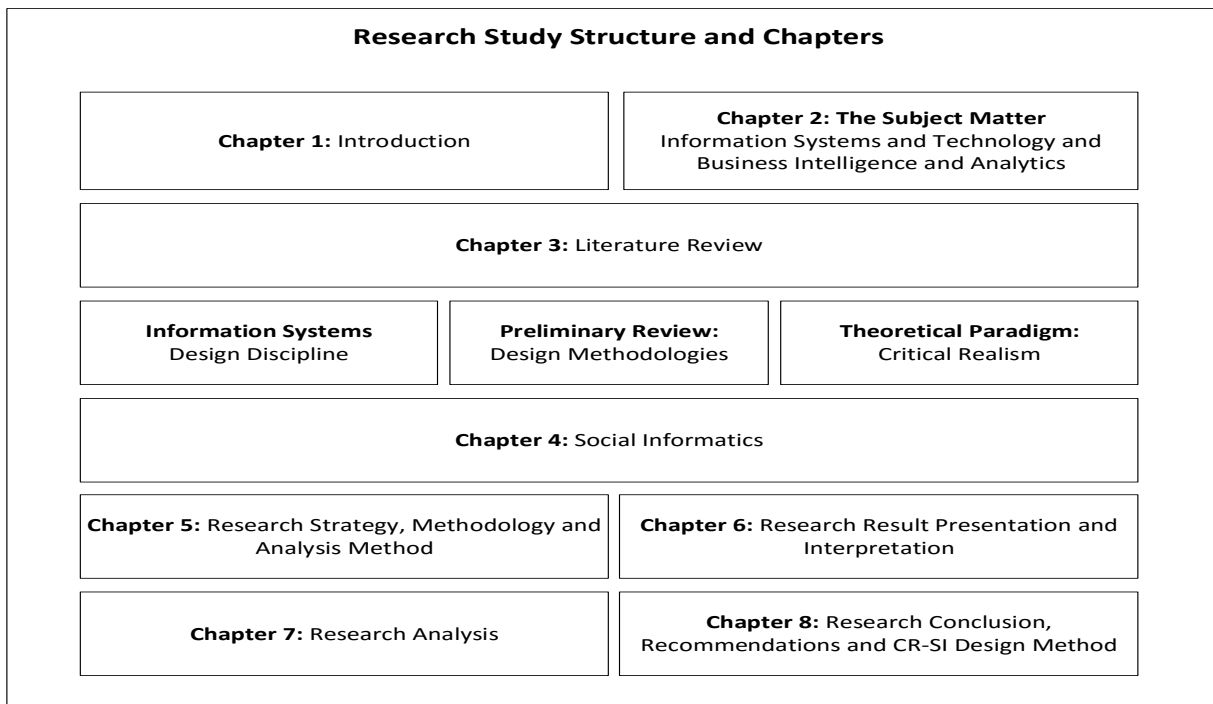 Research Study Structure and Chapters
Chapter 1: Introduction
Chapter 2: The Subject Matter
Information Systems and Technology and
Business Intelligence and Analytics
Chapter 3: Literature Review
Information Systems
Design Discipline
Preliminary Review:
Design Methodologies
Theoretical Paradigm:
Critical Realism
Chapter 4: Social Informatics
Chapter 5: Research Strategy, Methodology and
Analysis Method
Chapter 6: Research Result Presentation and
Interpretation
Chapter 7: Research Analysis
Chapter 8: Research Conclusion,
Recommendations and CR-SI Design Method